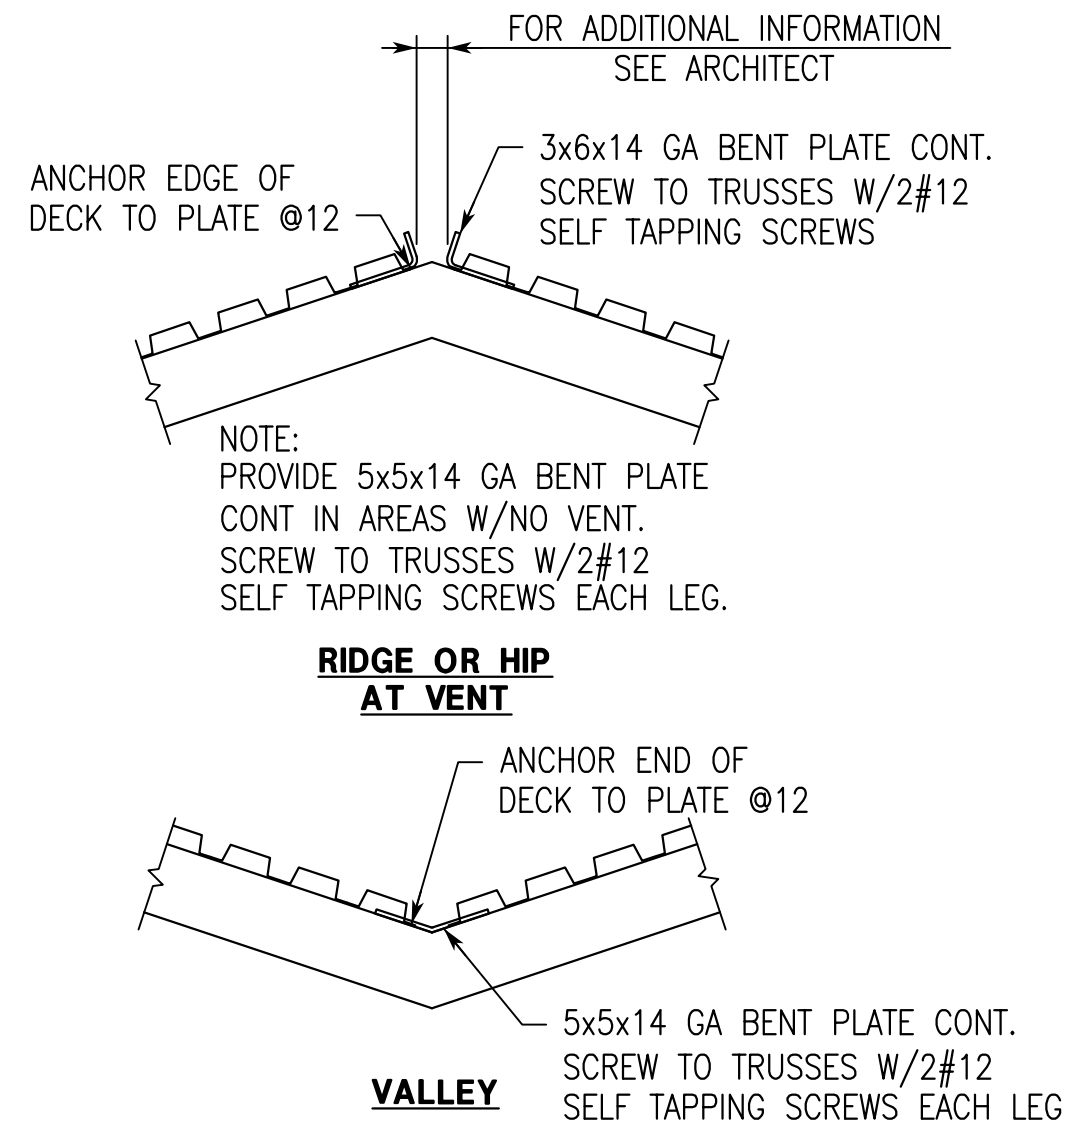 FOR ADDITIONAL INFORMATION
SEE ARCHITECT
3x6x14 GA BENT PLATE CONT.
SCREW TO TRUSSES W/2#12
SELF TAPPING SCREWS
ANCHOR EDGE OF
DECK TO PLATE @12
NOTE:
PROVIDE 5x5x14 GA BENT PLATE
CONT IN AREAS W/NO VENT.
SCREW TO TRUSSES W/2#12
SELF TAPPING SCREWS EACH LEG.
RIDGE OR HIP
AT VENT
ANCHOR END OF
DECK TO PLATE @12
5x5x14 GA BENT PLATE CONT.
SCREW TO TRUSSES W/2#12
SELF TAPPING SCREWS EACH LEG
VALLEY